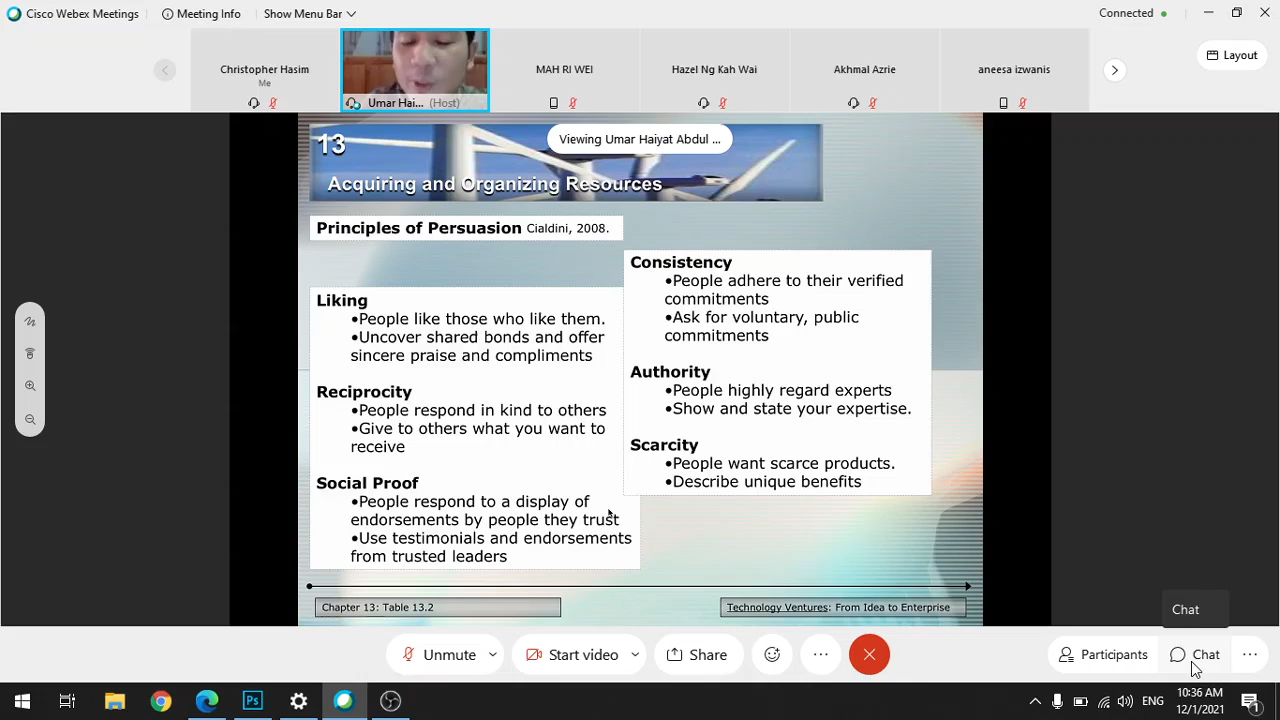 Cisco Webex Meetings
Meeting Info
Show Menu Bar
Connected
Christopher Hasim
Me
Umar Hai... (Host)
MAH RI WEI
Hazel Ng Kah Wai
Akhmal Azrie
aneesa izwanis
Layout
Viewing Umar Haiyat Abdul ...
13
Acquiring and Organizing Resources
Principles of Persuasion Cialdini, 2008.
Liking
•People like those who like them.
•Uncover shared bonds and offer
sincere praise and compliments
Reciprocity
•People respond in kind to others
•Give to others what you want to
receive
Social Proof
•People respond to a display of
endorsements by people they trust
•Use testimonials and endorsements
from trusted leaders
Consistency
•People adhere to their verified
commitments
•Ask for voluntary, public
commitments
Authority
•People highly regard experts
•Show and state your expertise.
Scarcity
•People want scarce products.
•Describe unique benefits
Chapter 13: Table 13.2
Technology Ventures: From Idea to Enterprise
Chat
Unmute
Start video
Share
Participants
Chat
Ps
ENG
10:36 AM
12/1/2021
1